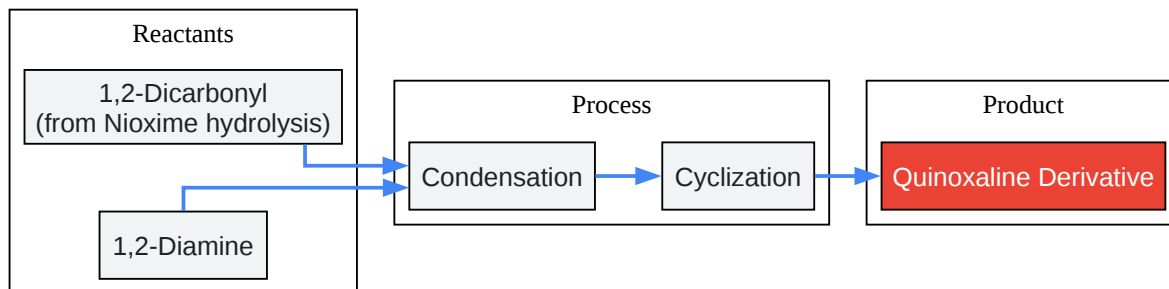 Reactants
1,2-Dicarbonyl
(from Nioxime hydrolysis)
1,2-Diamine
Process
Condensation
Cyclization
Product
Quinoxaline Derivative